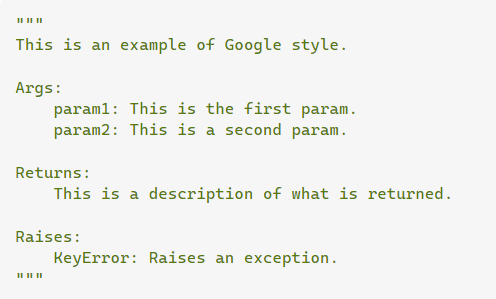 """
This is an example of Google style.

Args:
    param1: This is the first param.
    param2: This is a second param.

Returns:
    This is a description of what is returned.

Raises:
    KeyError: Raises an exception.
"""